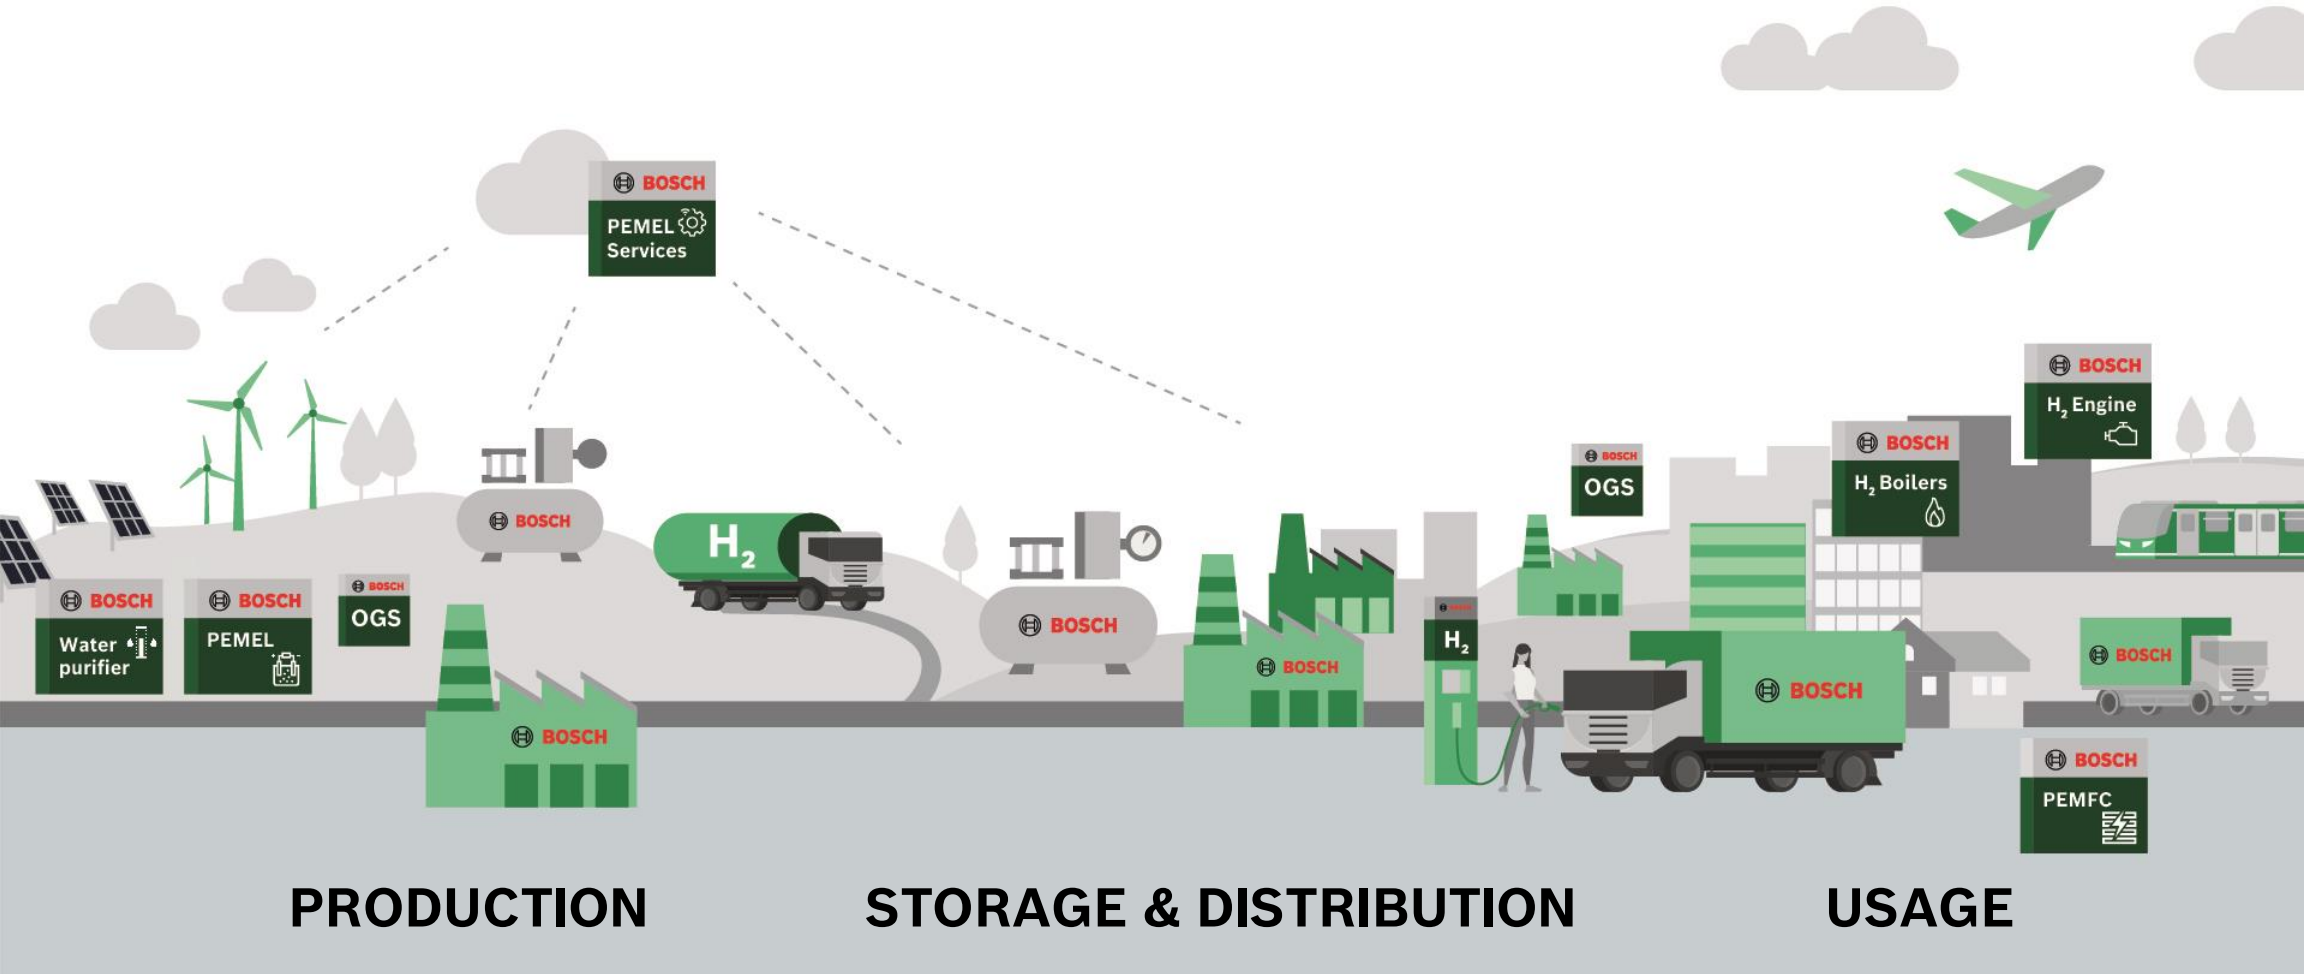 BOSCH
PEMEL
Services
BOSCH
Water
purifier
BOSCH
PEMEL
BOSCH
OGS
BOSCH
BOSCH
H₂
BOSCH
BOSCH
H₂
BOSCH
OGS
BOSCH
H₂ Boilers
BOSCH
H₂ Engine
BOSCH
BOSCH
BOSCH
PEMFC
PRODUCTION
STORAGE & DISTRIBUTION
USAGE